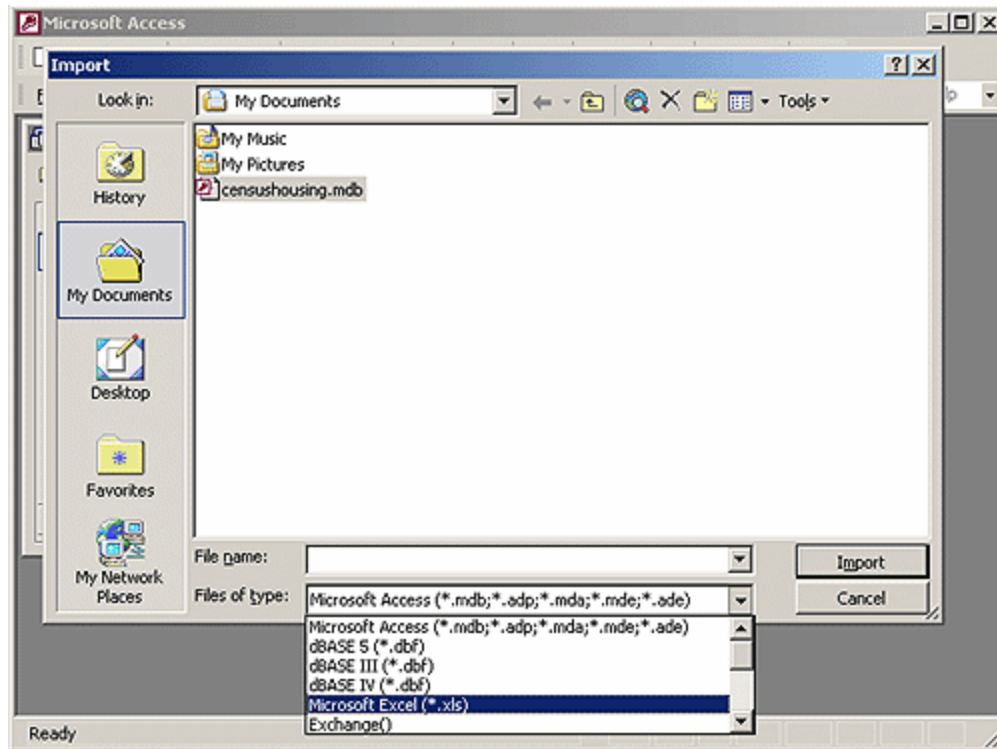 Microsoft Access
Import
Look in:
My Documents
Tools
My Music
My Pictures
censushousing.mdb
History
My Documents
Desktop
Favorites
My Network
Places
File name:
Import
Files of type:
Microsoft Access (*.mdb;*.adp;*.mda;*.mde;*.ade)
Cancel
Microsoft Access (*.mdb;*.adp;*.mda;*.mde;*.ade)
dBASE 5 (*.dbf)
dBASE III (*.dbf)
dBASE IV (*.dbf)
Microsoft Excel (*.xls)
Exchange()
Ready